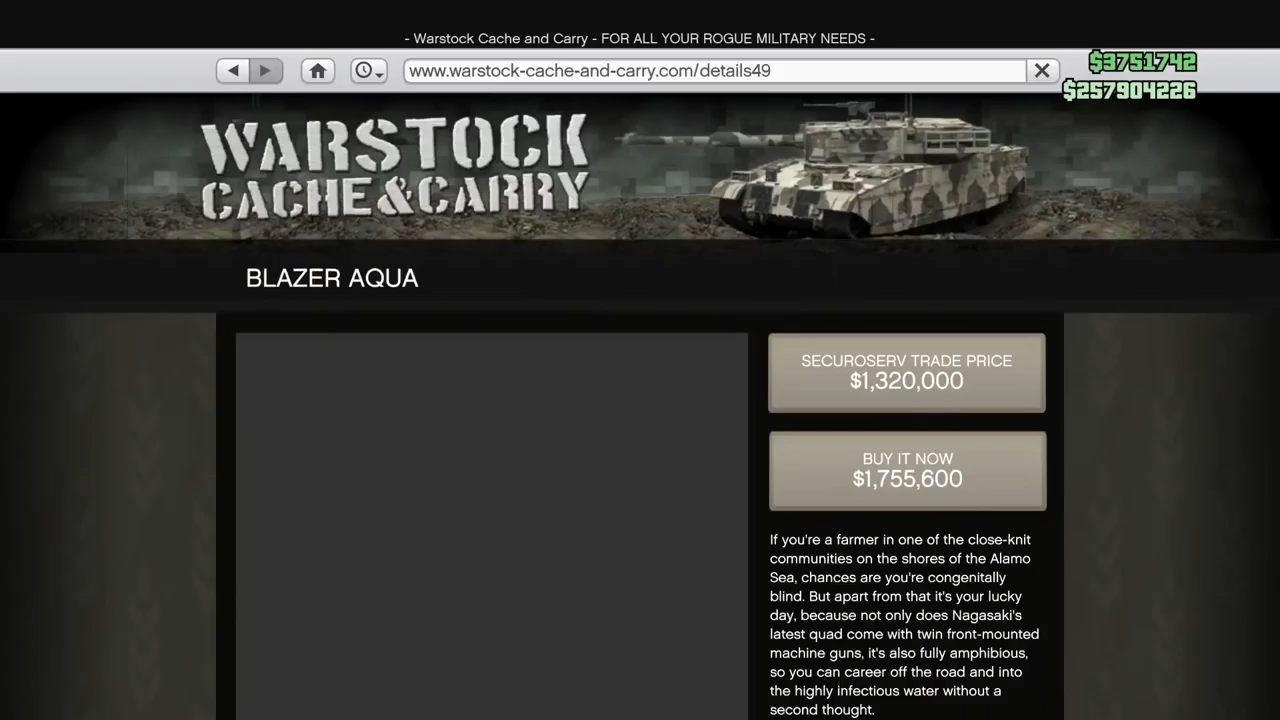 - Warstock Cache and Carry - FOR ALL YOUR ROGUE MILITARY NEEDS -
www.warstock-cache-and-carry.com/details49
$3751742
$257904226
WARSTOCK
CACHE&CARRY
BLAZER AQUA
SECUROSERV TRADE PRICE
$1,320,000
BUY IT NOW
$1,755,600
If you're a farmer in one of the close-knit
communities on the shores of the Alamo
Sea, chances are you're congenitally
blind. But apart from that it's your lucky
day, because not only does Nagasaki's
latest quad come with twin front-mounted
machine guns, it's also fully amphibious,
so you can career off the road and into
the highly infectious water without a
second thought.